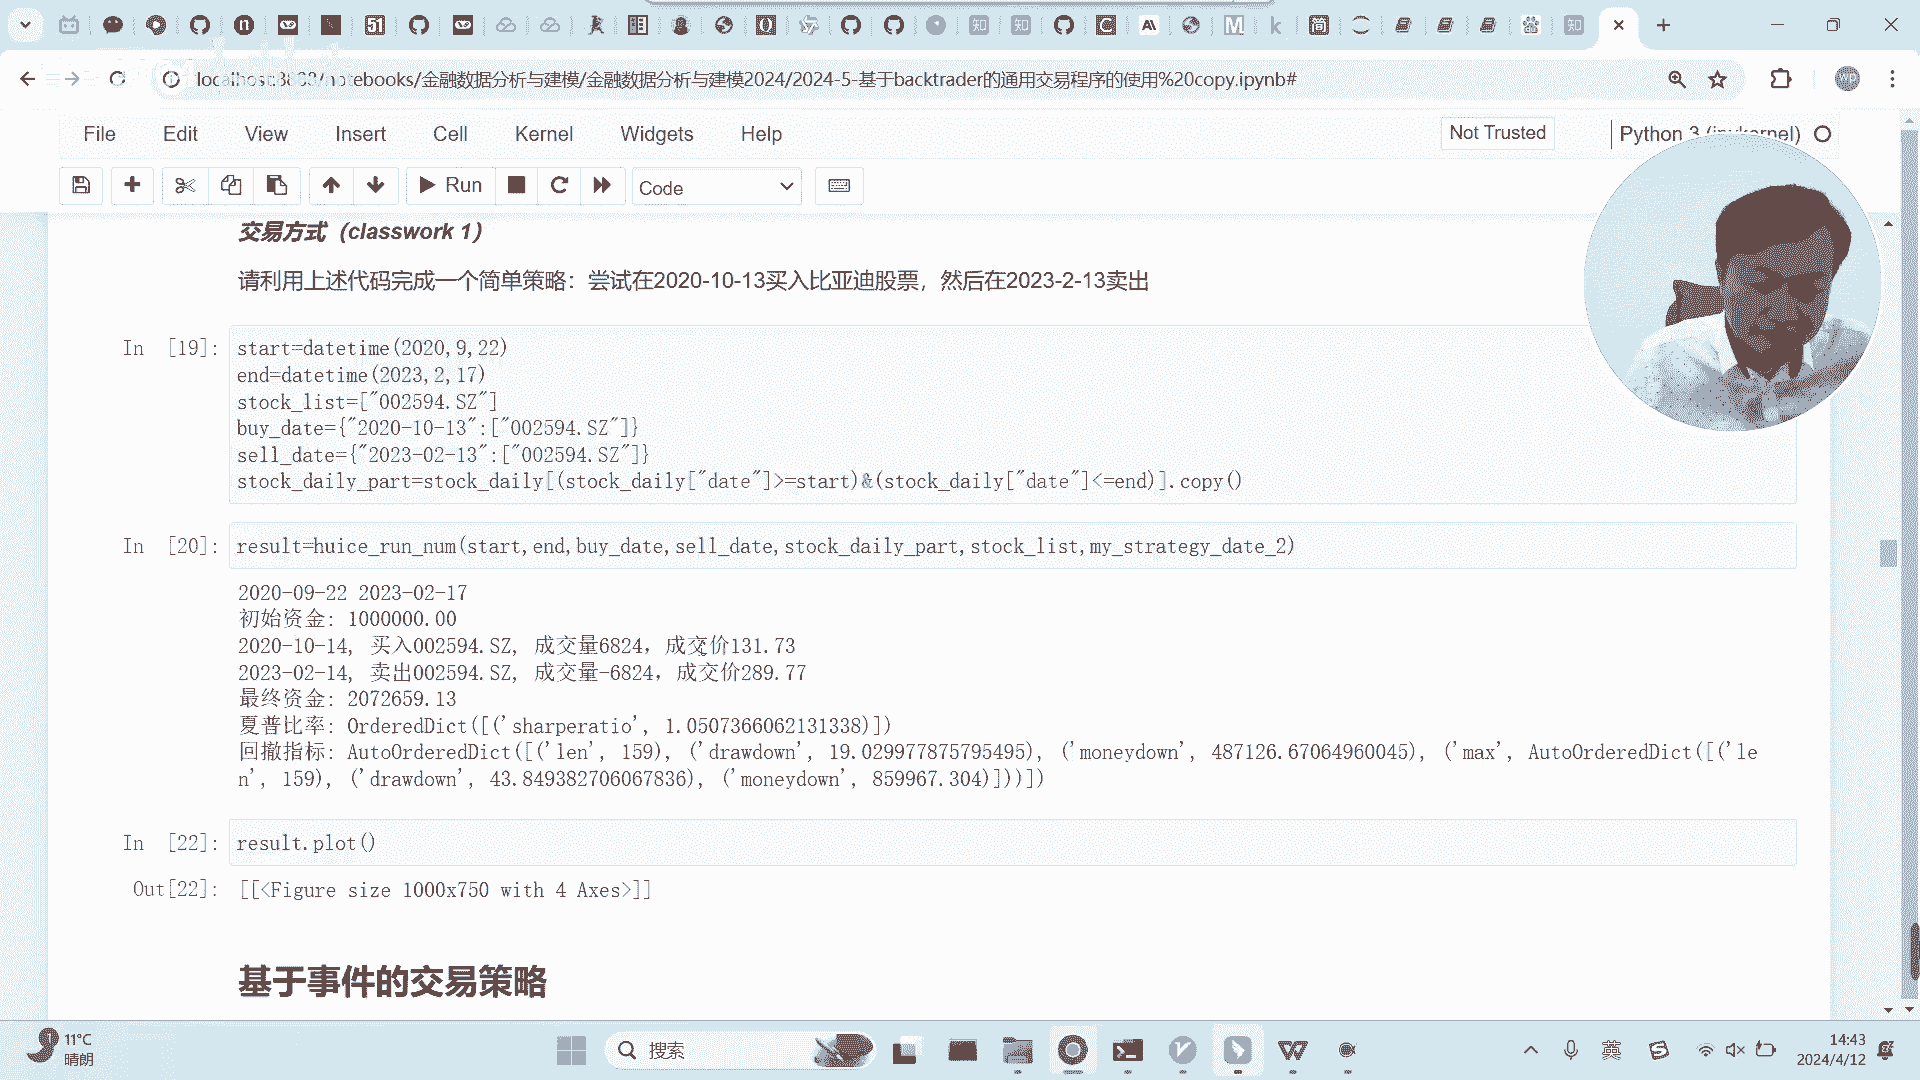 localhost:8888/notebooks/金融数据分析与建模/金融数据分析与建模2024/2024-5-基于backtrader的通用交易程序的使用%20copy.ipynb#
File Edit View Insert Cell Kernel Widgets Help
Not Trusted
Python 3 (ipykernel)
Run
Code
交易方式（classwork 1）
请利用上述代码完成一个简单策略：尝试在2020-10-13买入比亚迪股票，然后在2023-2-13卖出
In [19]:
start=datetime(2020,9,22)
end=datetime(2023,2,17)
stock_list=["002594.SZ"]
buy_date={"2020-10-13":["002594.SZ"]}
sell_date={"2023-02-13":["002594.SZ"]}
stock_daily_part=stock_daily[(stock_daily["date"]>=start)&(stock_daily["date"]<=end)].copy()
In [20]:
result=huice_run_num(start,end,buy_date,sell_date,stock_daily_part,stock_list,my_strategy_date_2)
2020-09-22 2023-02-17
初始资金: 1000000.00
2020-10-14, 买入002594.SZ, 成交量6824，成交价131.73
2023-02-14, 卖出002594.SZ, 成交量-6824，成交价289.77
最终资金: 2072659.13
夏普比率: OrderedDict([('sharperatio', 1.0507366062131338)])
回撤指标: AutoOrderedDict([('len', 159), ('drawdown', 19.029977875795495), ('moneydown', 487126.67064960045), ('max', AutoOrderedDict([('le
n', 159), ('drawdown', 43.849382706067836), ('moneydown', 859967.304)]))])
In [22]:
result.plot()
Out[22]:
[[<Figure size 1000x750 with 4 Axes>]]
基于事件的交易策略
11°C
晴朗
搜索
英
14:43
2024/4/12